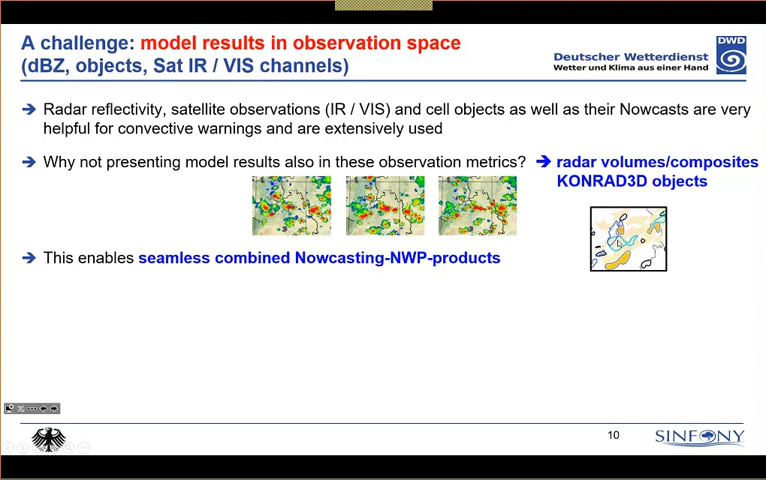 A challenge: model results in observation space
(dBZ, objects, Sat IR / VIS channels)
DWD
Deutscher Wetterdienst
Wetter und Klima aus einer Hand
➔ Radar reflectivity, satellite observations (IR / VIS) and cell objects as well as their Nowcasts are very
helpful for convective warnings and are extensively used
➔ Why not presenting model results also in these observation metrics? ➔ radar volumes/composites
KONRAD3D objects
➔ This enables seamless combined Nowcasting-NWP-products
10
SINFONY